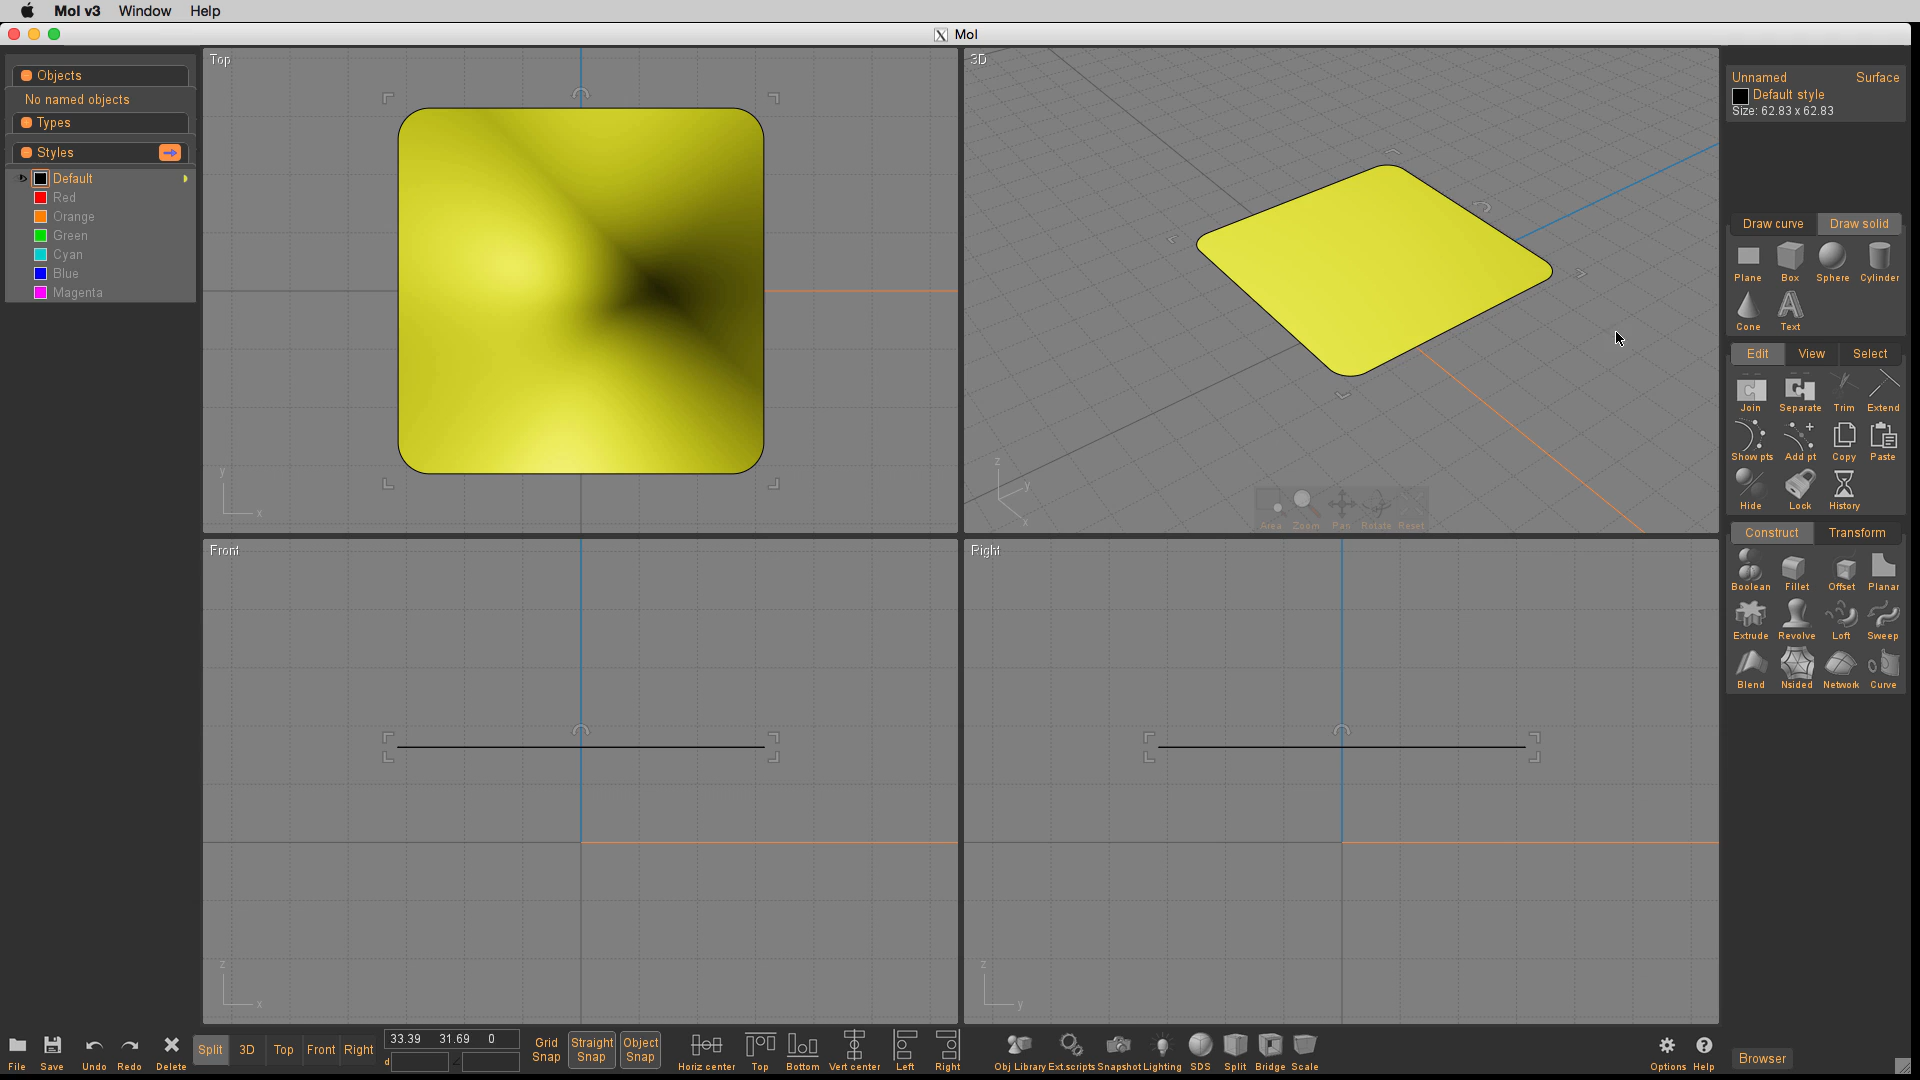 MoI v3 Window Help
MoI
Objects
No named objects
Types
Styles
Default
Red
Orange
Green
Cyan
Blue
Magenta
Top
y
x
3D
z
y
x
Area Zoom Pan Rotate Reset
Front
z
x
Right
z
y
Unnamed Surface
Default style
Size: 62.83 x 62.83
Draw curve Draw solid
Plane Box Sphere Cylinder
Cone Text
Edit View Select
Join Separate Trim Extend
Show pts Add pt Copy Paste
Hide Lock History
Construct Transform
Boolean Fillet Offset Planar
Extrude Revolve Loft Sweep
Blend Nsided Network Curve
File Save Undo Redo Delete
Split 3D Top Front Right
33.39 31.69 0
d
Grid Snap
Straight Snap
Object Snap
Horiz center Top Bottom Vert center Left Right
Obj Library Ext.scripts Snapshot Lighting SDS Split Bridge Scale
Options Help
Browser